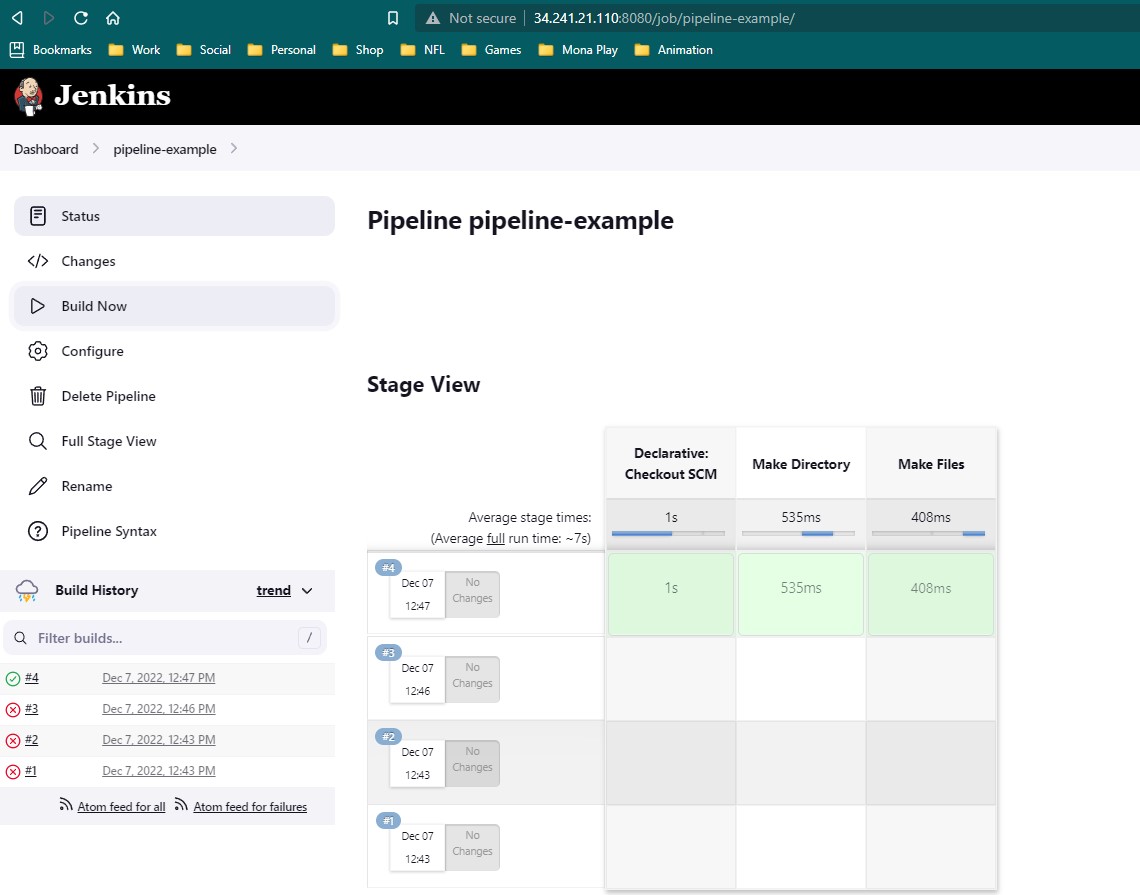 Not secure 34.241.21.110:8080/job/pipeline-example/
Bookmarks Work Social Personal Shop NFL Games Mona Play Animation
Jenkins
Dashboard pipeline-example
Status
Changes
Build Now
Configure
Delete Pipeline
Full Stage View
Rename
Pipeline Syntax
Build History trend
Filter builds... /
#4 Dec 7, 2022, 12:47 PM
#3 Dec 7, 2022, 12:46 PM
#2 Dec 7, 2022, 12:43 PM
#1 Dec 7, 2022, 12:43 PM
Atom feed for all Atom feed for failures
Pipeline pipeline-example
Stage View
Declarative:
Checkout SCM
Make Directory
Make Files
Average stage times:
(Average full run time: ~7s)
1s 535ms 408ms
#4
Dec 07
12:47
No
Changes
1s 535ms 408ms
#3
Dec 07
12:46
No
Changes
#2
Dec 07
12:43
No
Changes
#1
Dec 07
12:43
No
Changes